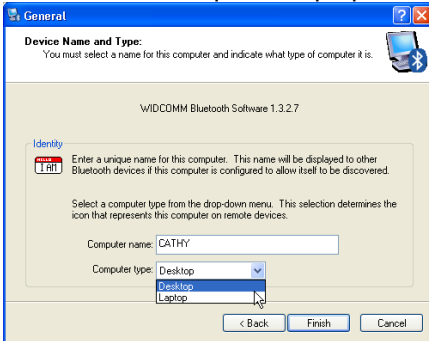 General
Device Name and Type:
You must select a name for this computer and indicate what type of computer it is.
WIDCOMM Bluetooth Software 1.3.2.7
Identity
HELLO
I AM
Enter a unique name for this computer. This name will be displayed to other
Bluetooth devices if this computer is configured to allow itself to be discovered.
Select a computer type from the drop-down menu. This selection determines the
icon that represents this computer on remote devices.
Computer name: CATHY
Computer type: Desktop
Desktop
Laptop
< Back Finish Cancel